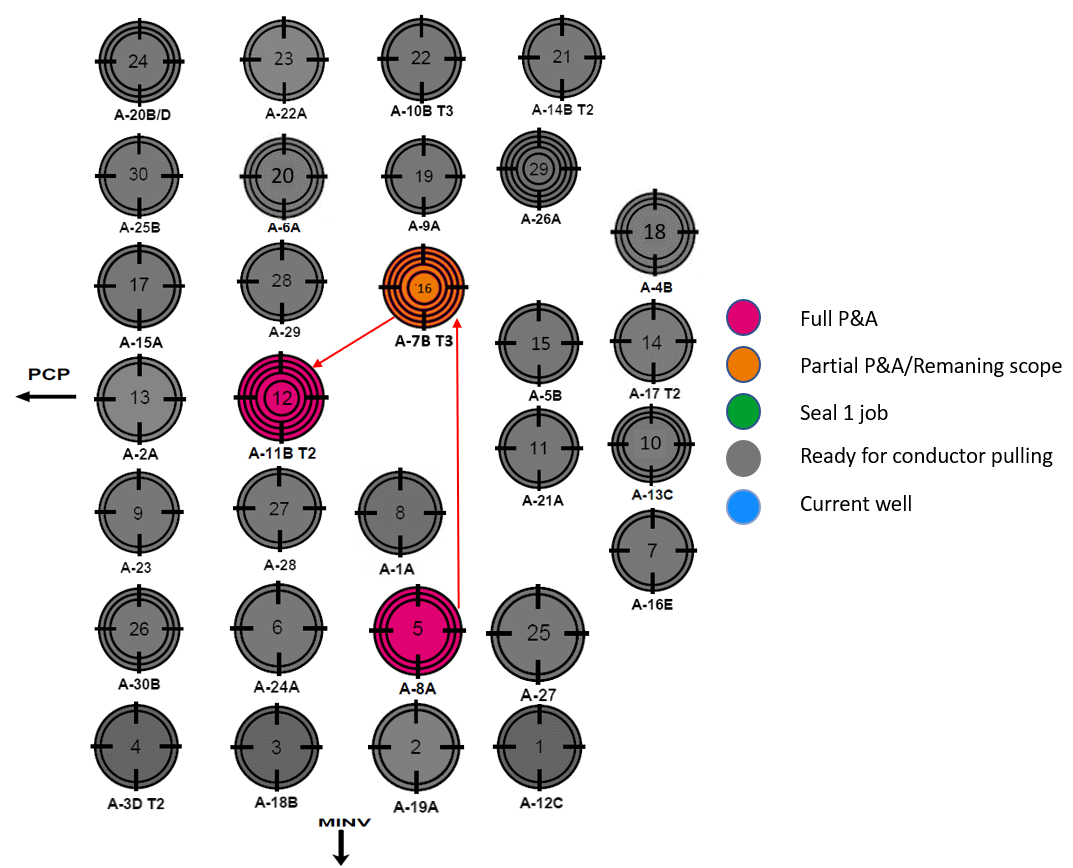 24
23
22
21
A-20B/D
A-22A
A-10B T3
A-14B T2
30
20
19
29
A-25B
A-6A
A-9A
A-26A
18
A-4B
17
28
'16
A-15A
A-29
A-7B T3
15
14
A-5B
A-17 T2
PCP
13
12
A-2A
A-11B T2
11
10
A-21A
A-13C
9
27
8
7
A-23
A-28
A-1A
A-16E
26
6
5
25
A-30B
A-24A
A-8A
A-27
4
3
2
1
A-3D T2
A-18B
A-19A
A-12C
MINV
Full P&A
Partial P&A/Remaning scope
Seal 1 job
Ready for conductor pulling
Current well